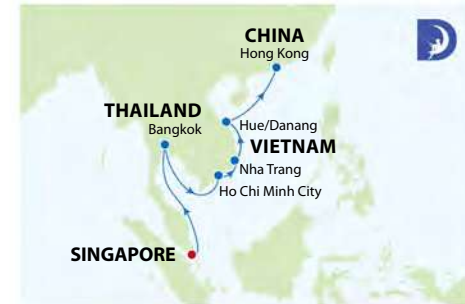 CHINA
Hong Kong
THAILAND
Bangkok
Hue/Danang
VIETNAM
Nha Trang
Ho Chi Minh City
SINGAPORE